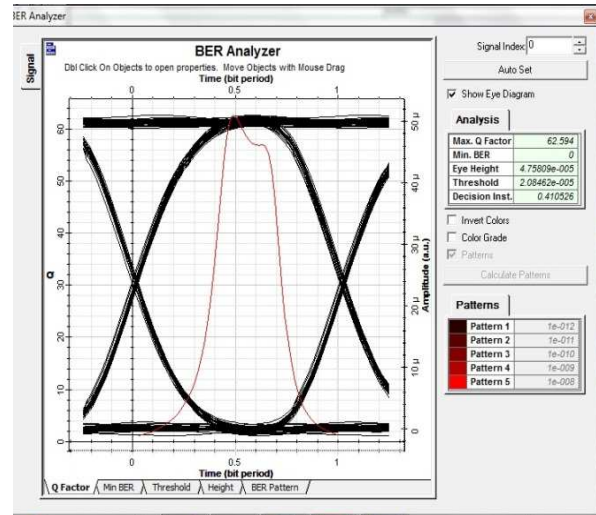 BER Analyzer
Signal
BER Analyzer
Dbl Click On Objects to open properties. Move Objects with Mouse Drag
Time (bit period)
0 0.5 1
Q
60
50
40
30
20
10
0
50 µ
40 µ
30 µ
20 µ
10 µ
0
Amplitude (a.u.)
0 0.5 1
Time (bit period)
Q Factor Min BER Threshold Height BER Pattern
Signal Index: 0
Auto Set
Show Eye Diagram
Analysis
Max. Q Factor 62.594
Min. BER 0
Eye Height 4.75809e-005
Threshold 2.08462e-005
Decision Inst. 0.410526
Invert Colors
Color Grade
Patterns
Calculate Patterns
Patterns
Pattern 1 1e-012
Pattern 2 1e-011
Pattern 3 1e-010
Pattern 4 1e-009
Pattern 5 1e-008